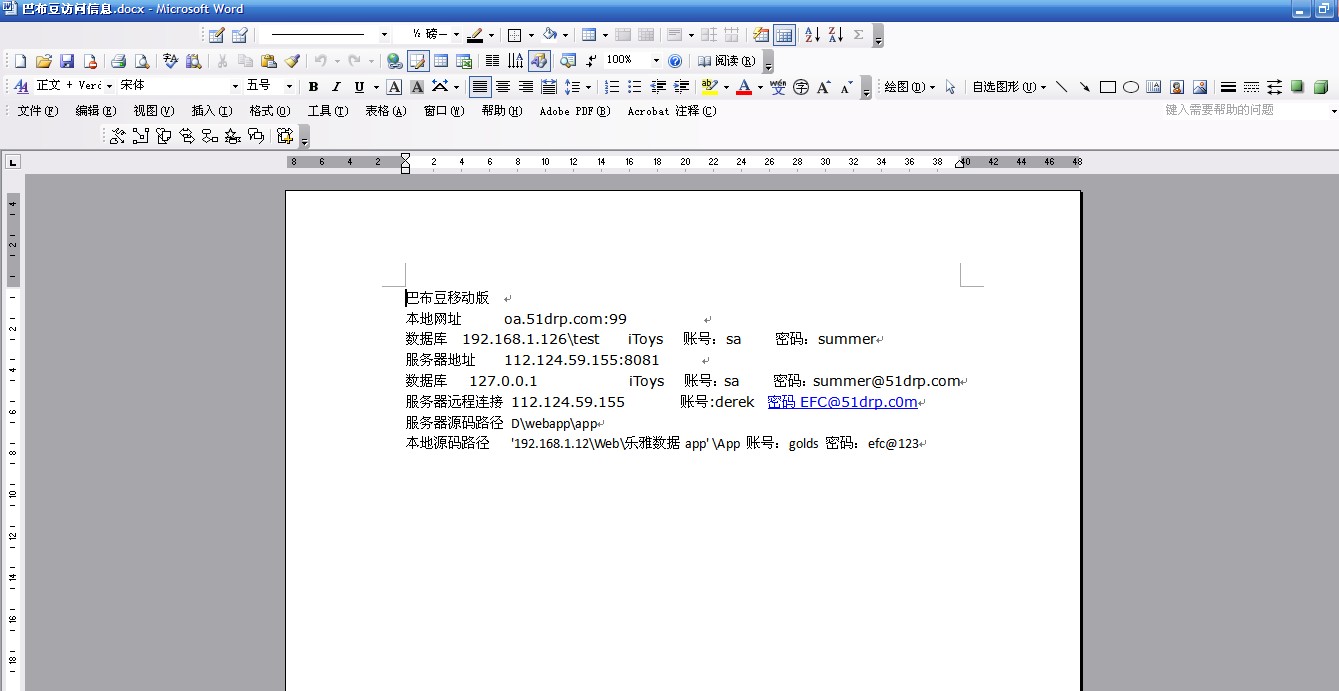 巴布豆访问信息.docx - Microsoft Word
½ 磅
100% 阅读(R)
正文 + Verd 宋体 五号 B I U A A 绘图(D) 自选图形(U)
文件(F) 编辑(E) 视图(V) 插入(I) 格式(O) 工具(T) 表格(A) 窗口(W) 帮助(H) Adobe PDF(B) Acrobat 注释(C) 键入需要帮助的问题
8 6 4 2 2 4 6 8 10 12 14 16 18 20 22 24 26 28 30 32 34 36 38 40 42 44 46 48
巴布豆移动版
本地网址 oa.51drp.com:99
数据库 192.168.1.126\test iToys 账号：sa 密码：summer
服务器地址 112.124.59.155:8081
数据库 127.0.0.1 iToys 账号：sa 密码：summer@51drp.com
服务器远程连接 112.124.59.155 账号:derek 密码 EFC@51drp.c0m
服务器源码路径 D\webapp\app
本地源码路径 '192.168.1.12\Web\乐雅数据 app' \App 账号：golds 密码：efc@123